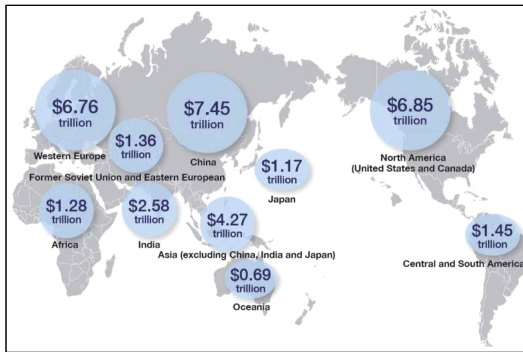 $6.76
trillion
Western Europe
$1.36
trillion
Former Soviet Union and Eastern European
$7.45
trillion
China
$1.17
trillion
Japan
$6.85
trillion
North America
(United States and Canada)
$1.28
trillion
Africa
$2.58
trillion
India
$4.27
trillion
Asia (excluding China, India and Japan)
$0.69
trillion
Oceania
$1.45
trillion
Central and South America